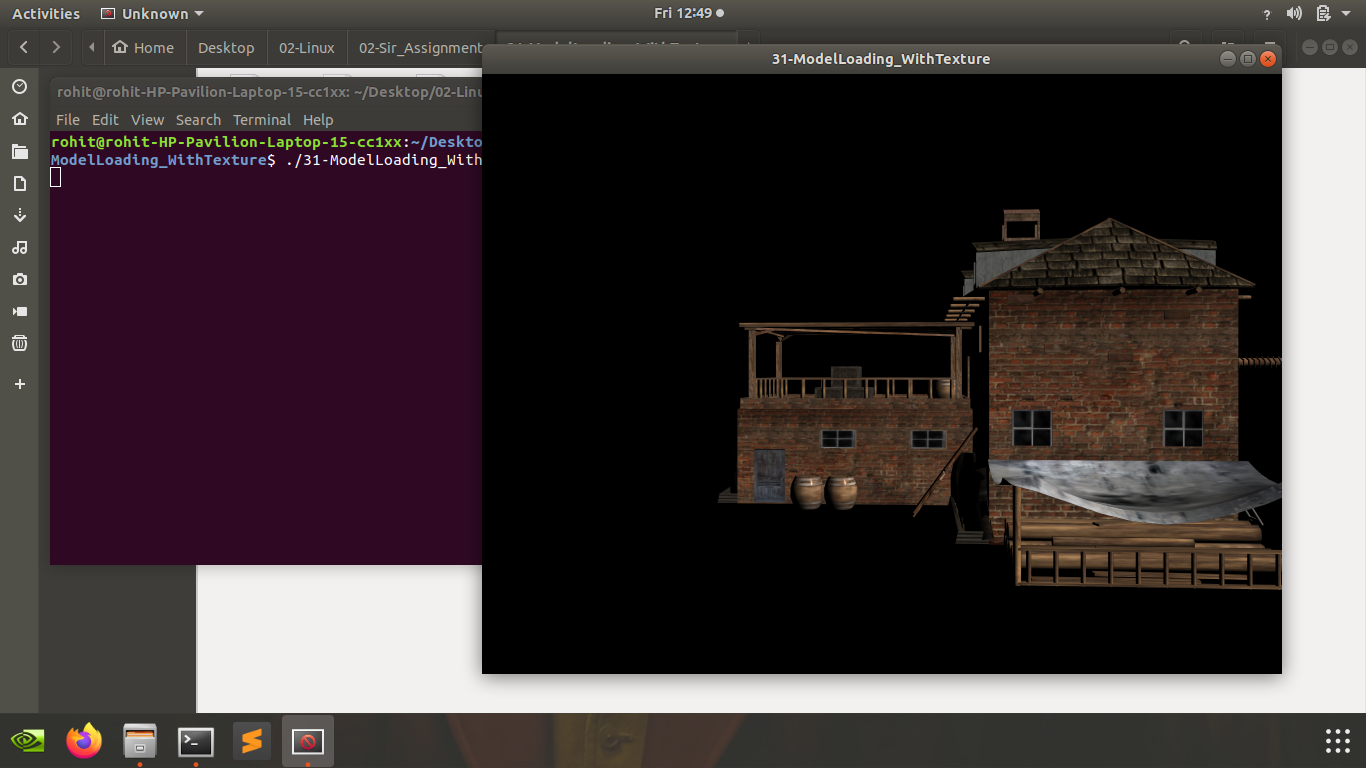 Activities Unknown Fri 12:49 ?
Home Desktop 02-Linux 02-Sir_Assignment
31-ModelLoading_WithTexture
rohit@rohit-HP-Pavilion-Laptop-15-cc1xx: ~/Desktop/02-Linu
File Edit View Search Terminal Help
rohit@rohit-HP-Pavilion-Laptop-15-cc1xx:~/Deskto
ModelLoading_WithTexture$ ./31-ModelLoading_With